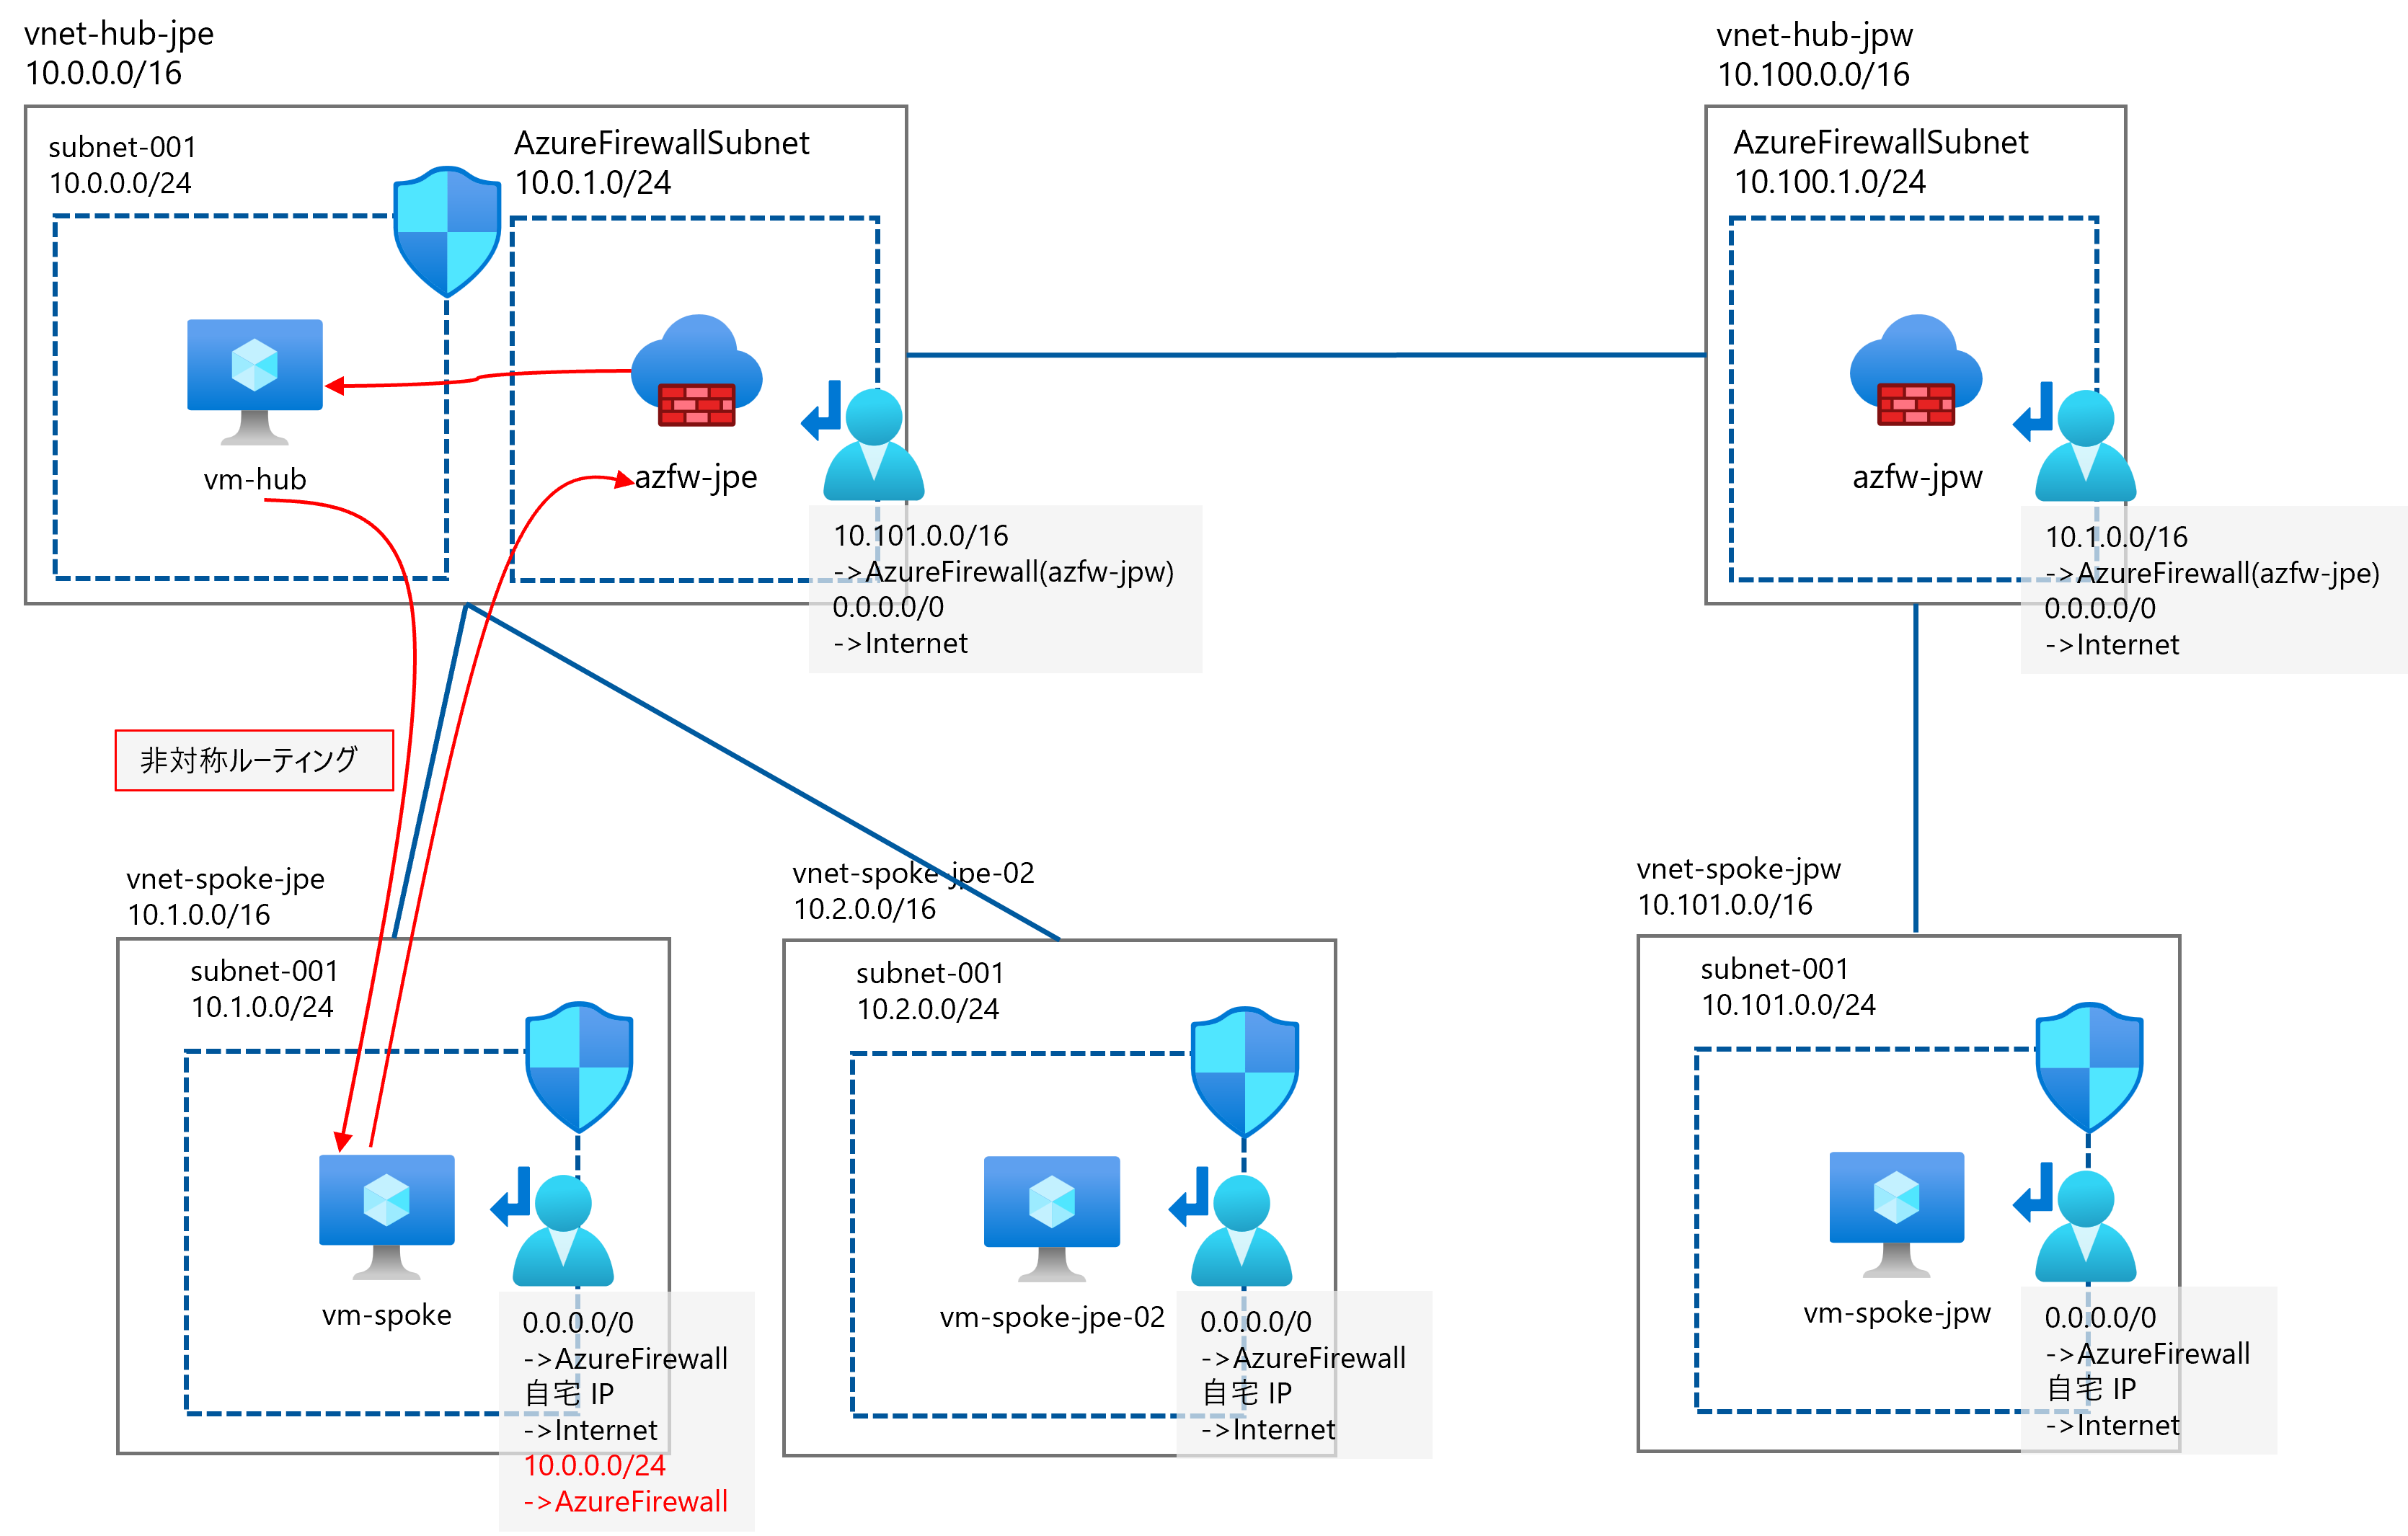 vnet-hub-jpe
10.0.0.0/16
subnet-001
10.0.0.0/24
AzureFirewallSubnet
10.0.1.0/24
vm-hub
azfw-jpe
10.101.0.0/16
->AzureFirewall(azfw-jpw)
0.0.0.0/0
->Internet
vnet-hub-jpw
10.100.0.0/16
AzureFirewallSubnet
10.100.1.0/24
azfw-jpw
10.1.0.0/16
->AzureFirewall(azfw-jpe)
0.0.0.0/0
->Internet
非対称ルーティング
vnet-spoke-jpe
10.1.0.0/16
subnet-001
10.1.0.0/24
vm-spoke
0.0.0.0/0
->AzureFirewall
自宅 IP
->Internet
10.0.0.0/24
->AzureFirewall
vnet-spoke-jpe-02
10.2.0.0/16
subnet-001
10.2.0.0/24
vm-spoke-jpe-02
0.0.0.0/0
->AzureFirewall
自宅 IP
->Internet
vnet-spoke-jpw
10.101.0.0/16
subnet-001
10.101.0.0/24
vm-spoke-jpw
0.0.0.0/0
->AzureFirewall
自宅 IP
->Internet